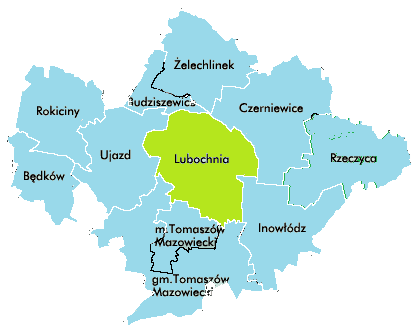 Żelechlinek
Budziszewice
Rokiciny
Czerniewice
Ujazd
Lubochnia
Rzeczyca
Będków
m.Tomaszów
Mazowiecki
Inowłódz
gm.Tomaszów
Mazowiecki